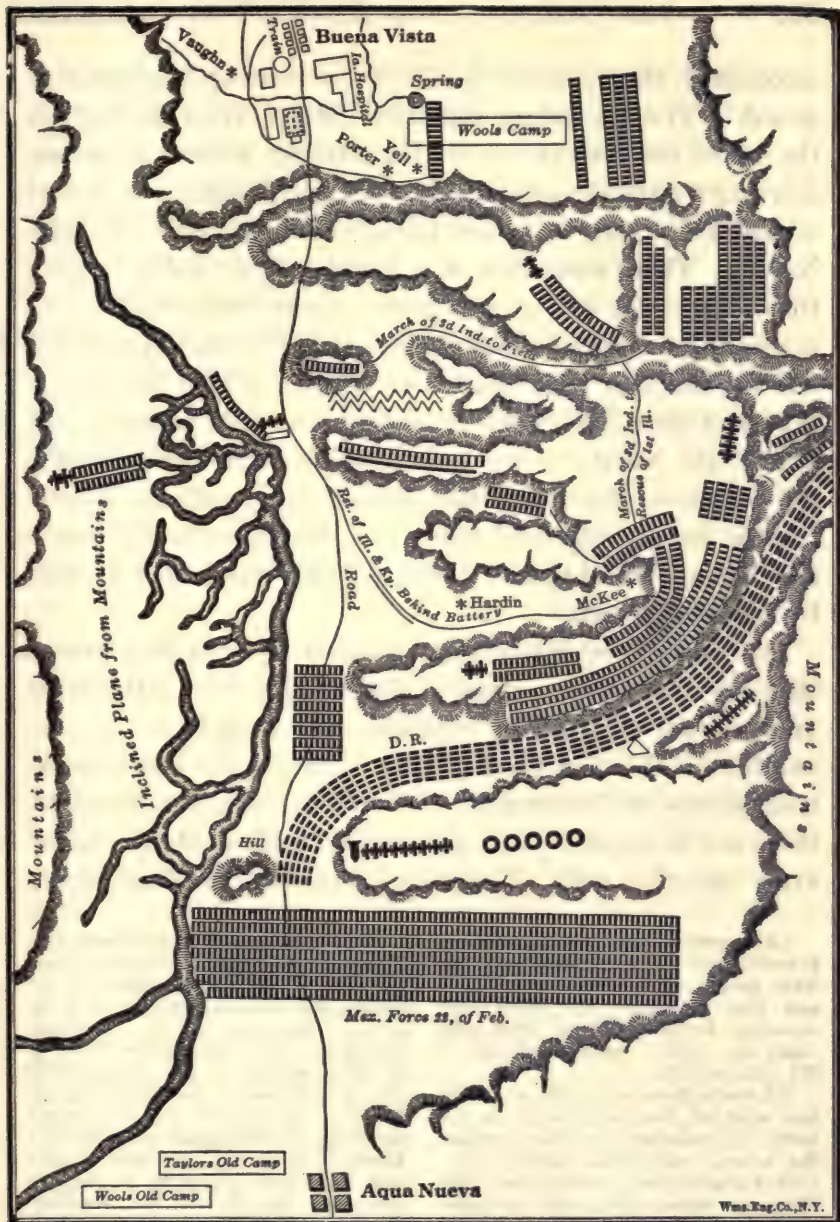 Buena Vista
Train
Vaughn*
Ia. Hospital
Spring
Wools Camp
Yell *
Porter *
March of 3d Ind. to Field
March of 3d Ind. to
Rescue of 1st Ill.
Ret. of Ill. & Ky. Behind Battery
Road
* Hardin
McKee *
Inclined Plane from Mountains
Mountains
Mountains
D. R.
Hill
Mex. Force 22, of Feb.
Taylors Old Camp
Wools Old Camp
Aqua Nueva
Wms. Eng. Co., N.Y.